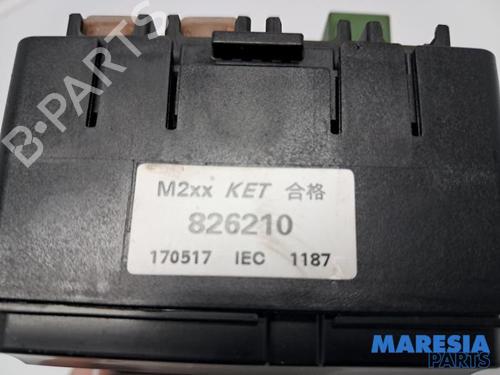 B-PARTS
M2xx KET 合格
826210
170517 IEC 1187
MARESIA
PARTS